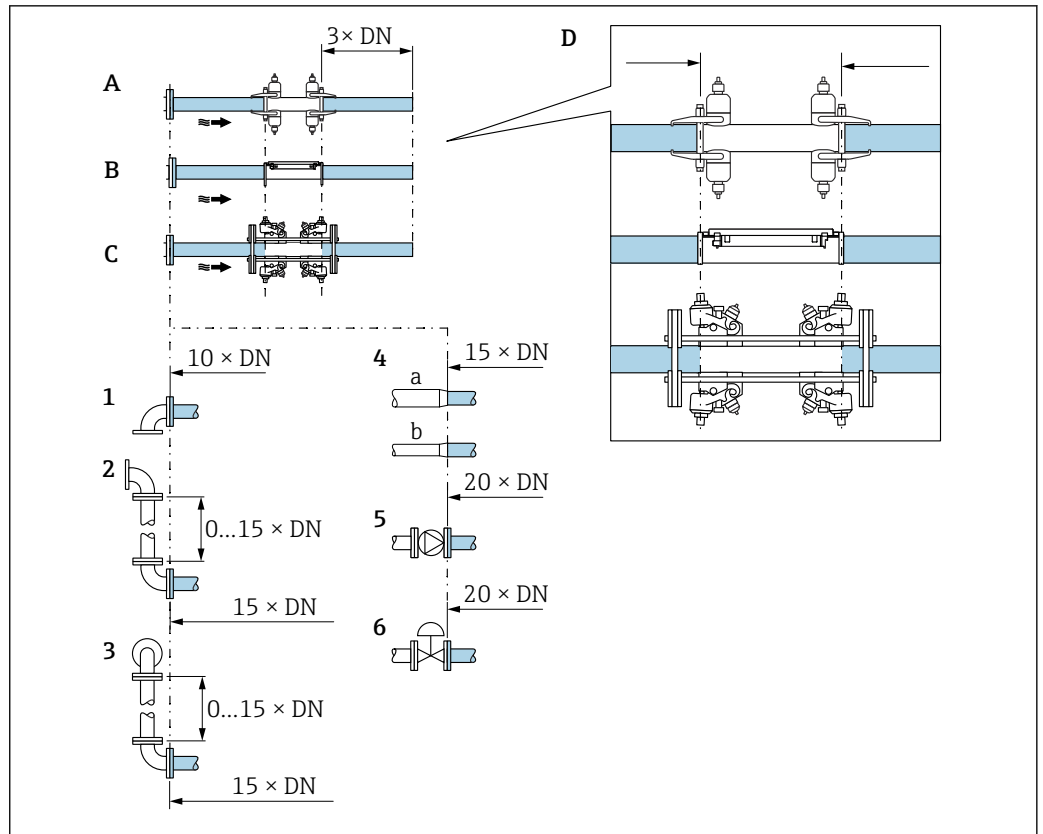 3× DN
D
A
B
C
10 × DN
4
15 × DN
1
a
b
2
20 × DN
0...15 × DN
5
15 × DN
20 × DN
6
3
0...15 × DN
15 × DN